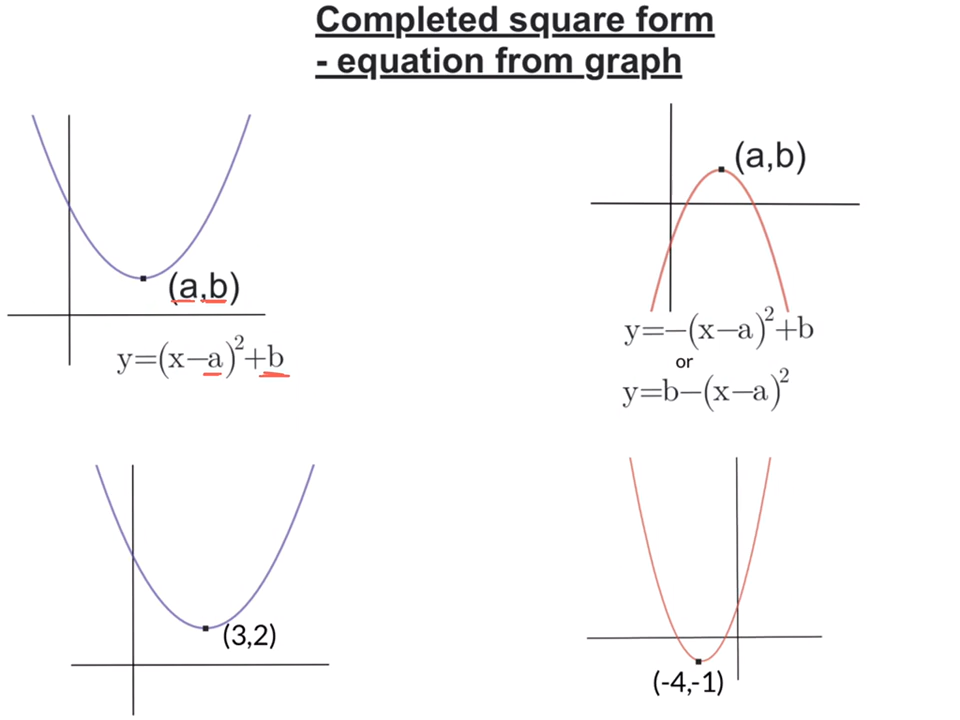 Completed square form
- equation from graph
(a,b)
y=(x−a)²+b
(a,b)
y=−(x−a)²+b
or
y=b−(x−a)²
(3,2)
(-4,-1)